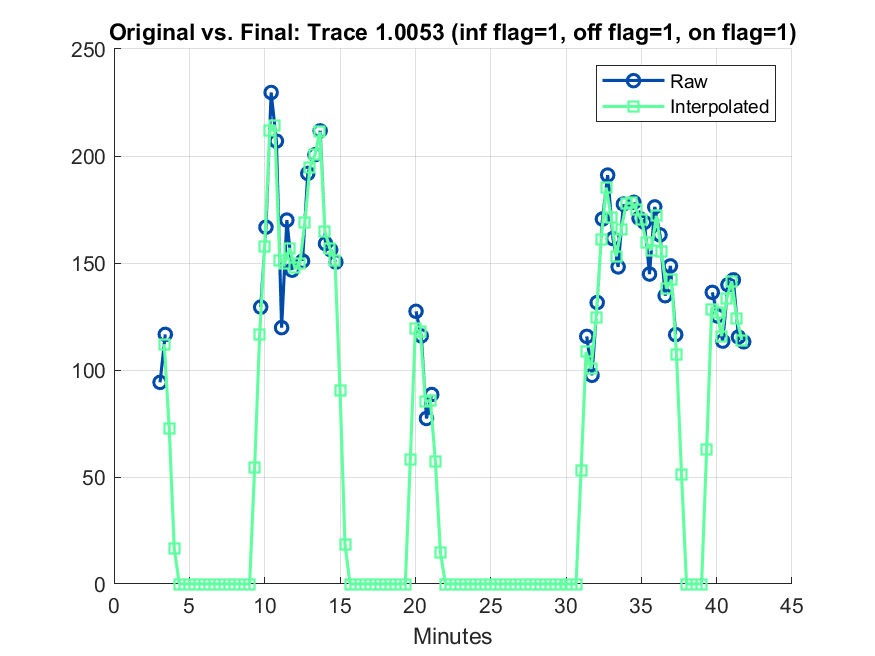 Original vs. Final: Trace 1.0053 (inf flag=1, off flag=1, on flag=1)
250
200
150
100
50
0
Raw
Interpolated
0 5 10 15 20 25 30 35 40 45
Minutes